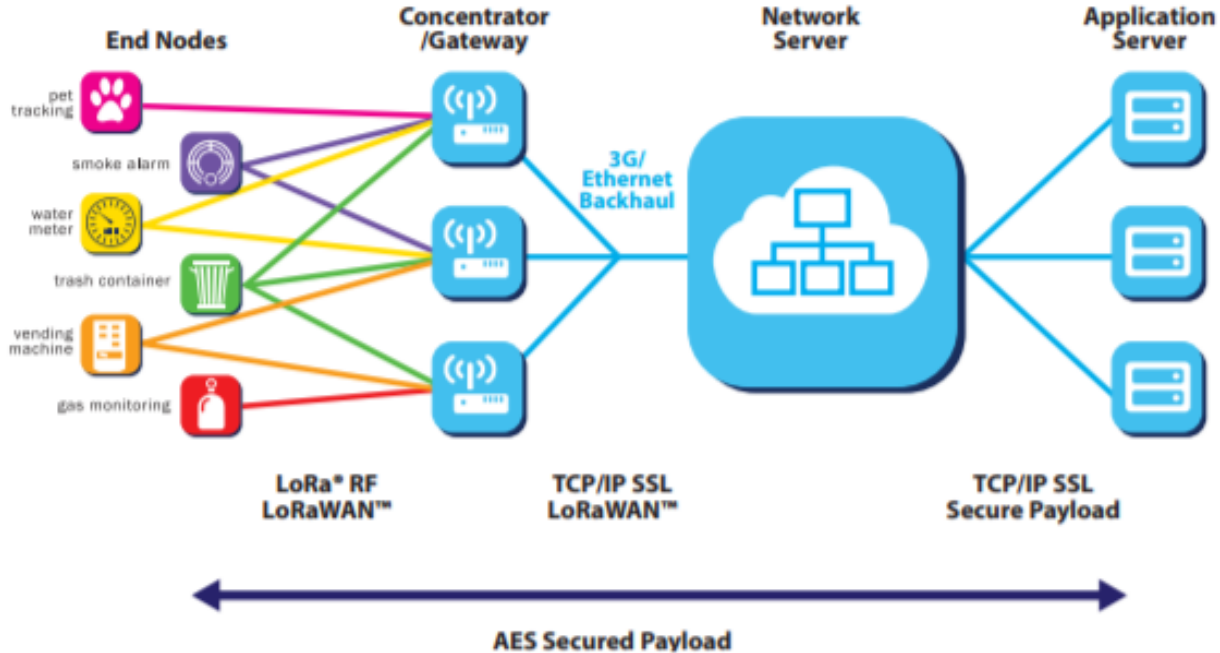 End Nodes
Concentrator
/Gateway
Network
Server
Application
Server
pet
tracking
smoke alarm
water
meter
trash container
vending
machine
gas monitoring
3G/
Ethernet
Backhaul
LoRa® RF
LoRaWAN™
TCP/IP SSL
LoRaWAN™
TCP/IP SSL
Secure Payload
AES Secured Payload